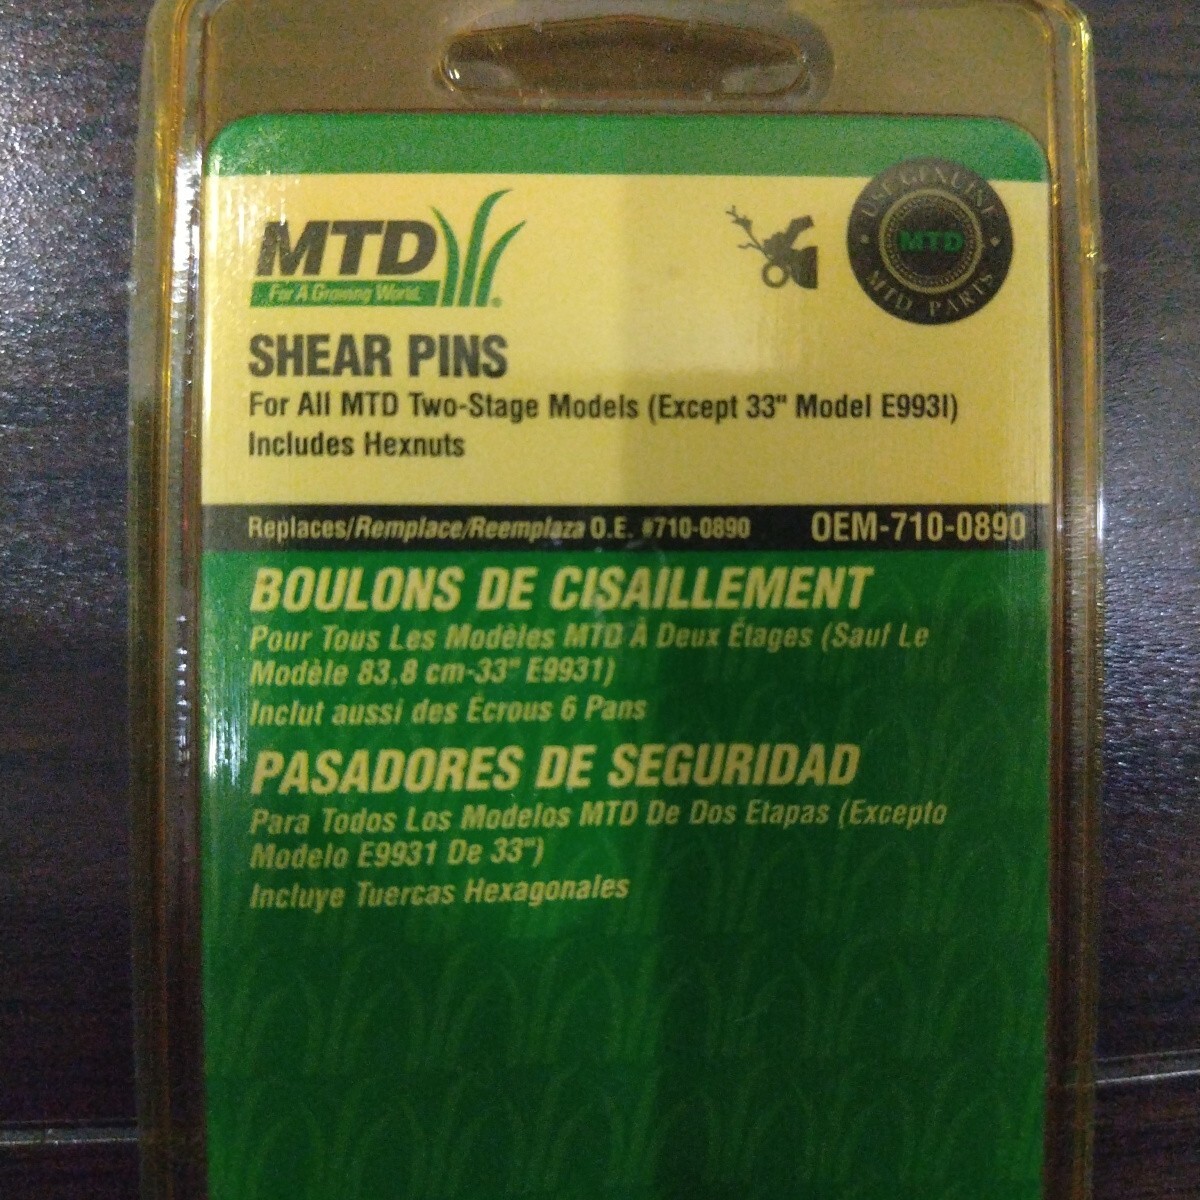 MTD
For A Growing World.
USE GENUINE
MTD
MTD PARTS
SHEAR PINS
For All MTD Two-Stage Models (Except 33" Model E993I)
Includes Hexnuts
Replaces/Remplace/Reemplaza O.E. #710-0890 OEM-710-0890
BOULONS DE CISAILLEMENT
Pour Tous Les Modèles MTD À Deux Étages (Sauf Le
Modèle 83,8 cm-33" E9931)
Inclut aussi des Écrous 6 Pans
PASADORES DE SEGURIDAD
Para Todos Los Modelos MTD De Dos Etapas (Excepto
Modelo E9931 De 33")
Incluye Tuercas Hexagonales